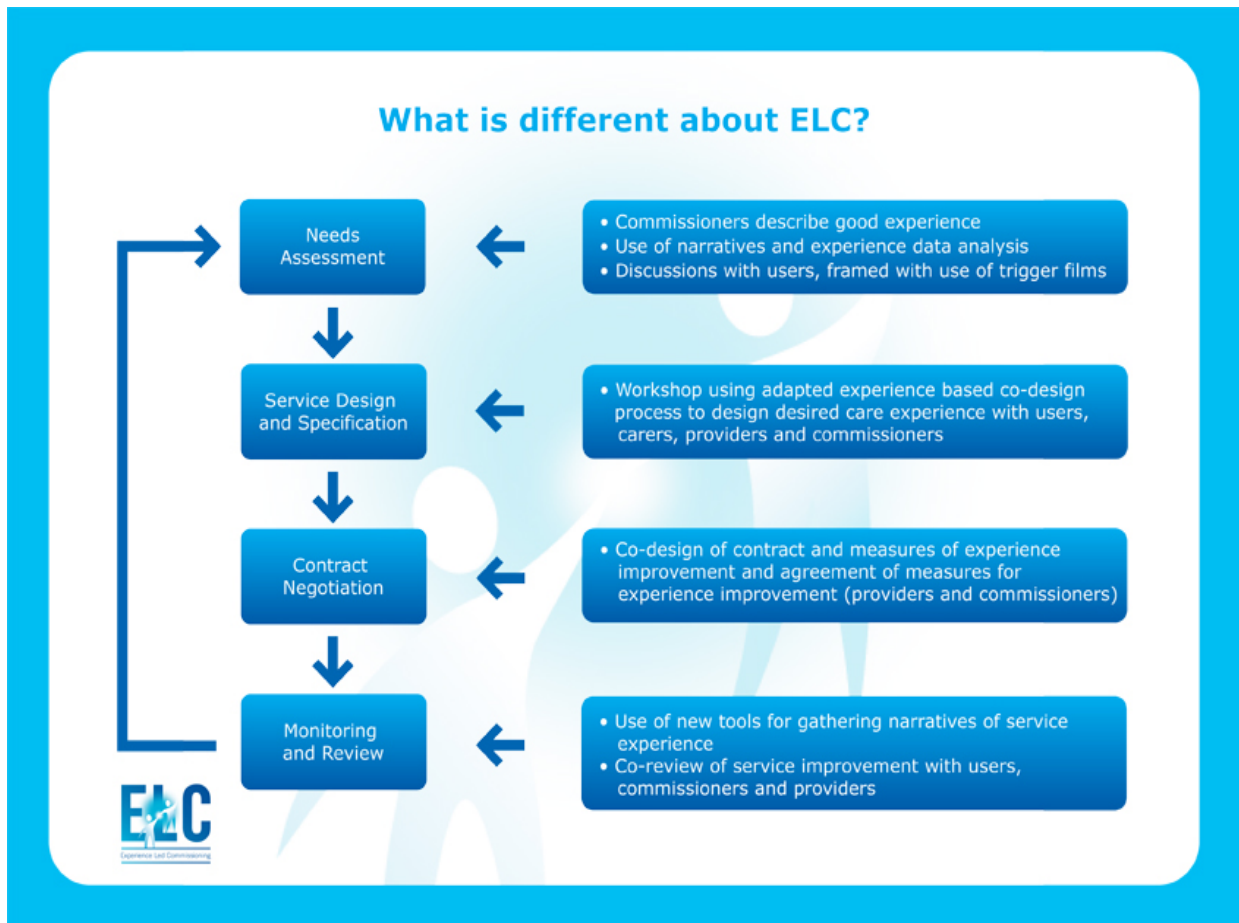 What is different about ELC?
Needs
Assessment
• Commissioners describe good experience
• Use of narratives and experience data analysis
• Discussions with users, framed with use of trigger films
Service Design
and Specification
• Workshop using adapted experience based co-design
process to design desired care experience with users,
carers, providers and commissioners
Contract
Negotiation
• Co-design of contract and measures of experience
improvement and agreement of measures for
experience improvement (providers and commissioners)
Monitoring
and Review
• Use of new tools for gathering narratives of service
experience
• Co-review of service improvement with users,
commissioners and providers
ELC
Experience Led Commissioning